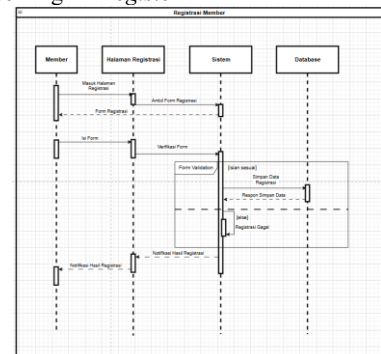 Registrasi Member
Member
Halaman Registrasi
Sistem
Database
Masuk Halaman
Registrasi
Ambil Form Registrasi
Form Registrasi
Isi Form
Verifikasi Form
Form Validation
[isian sesuai]
Simpan Data
Registrasi
Respon Simpan Data
[else]
Registrasi Gagal
Notifikasi Hasil Registrasi
Notifikasi Hasil Registrasi